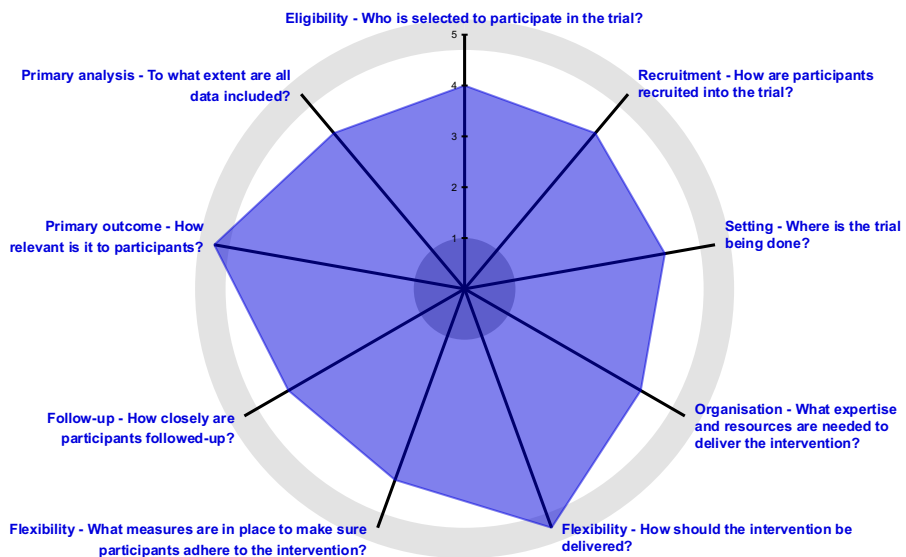 Eligibility - Who is selected to participate in the trial?
5
4
3
2
1
Recruitment - How are participants
recruited into the trial?
Setting - Where is the trial
being done?
Organisation - What expertise
and resources are needed to
deliver the intervention?
Flexibility - How should the intervention be
delivered?
Flexibility - What measures are in place to make sure
participants adhere to the intervention?
Follow-up - How closely are
participants followed-up?
Primary outcome - How
relevant is it to participants?
Primary analysis - To what extent are all
data included?